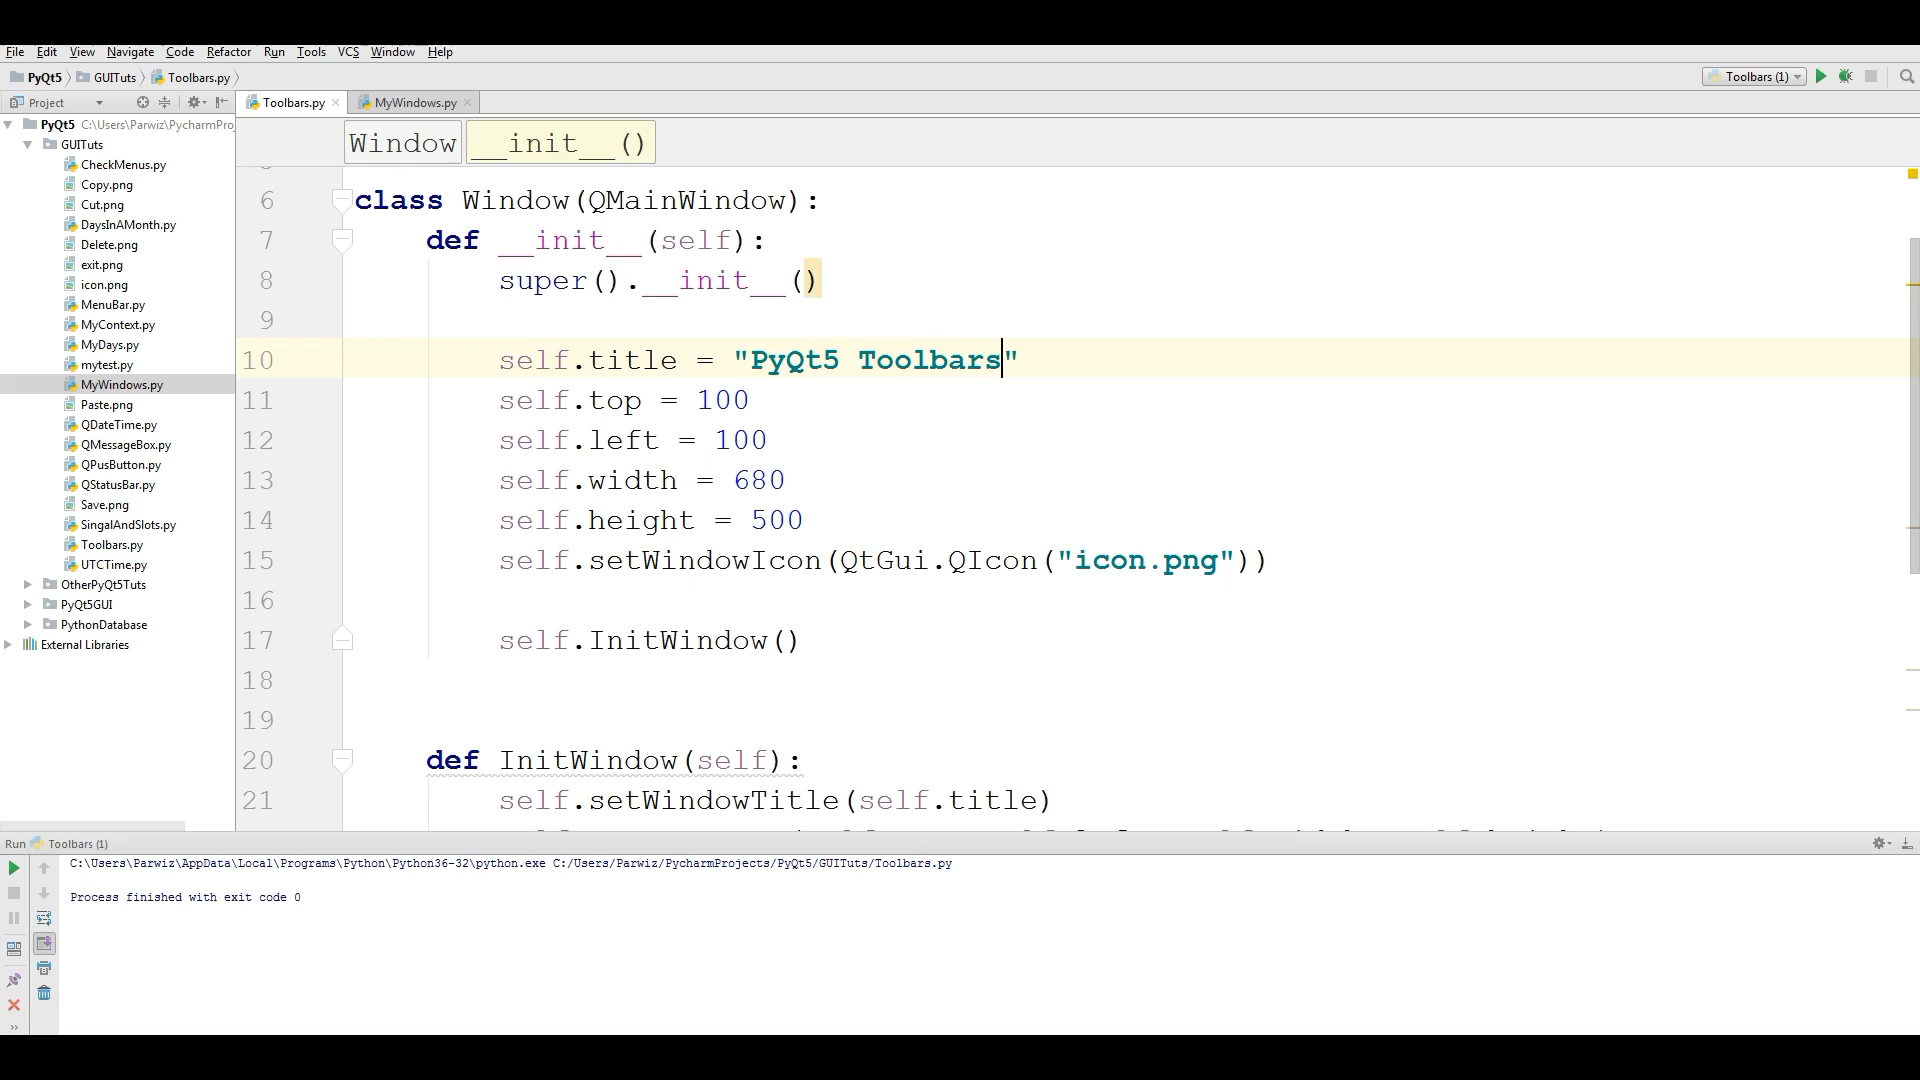 File Edit View Navigate Code Refactor Run Tools VCS Window Help
PyQt5 GUITuts Toolbars.py Toolbars (1)
Project Toolbars.py MyWindows.py
PyQt5 C:\Users\Parwiz\PycharmProj
GUITuts
CheckMenus.py
Copy.png
Cut.png
DaysInAMonth.py
Delete.png
exit.png
icon.png
MenuBar.py
MyContext.py
MyDays.py
mytest.py
MyWindows.py
Paste.png
QDateTime.py
QMessageBox.py
QPusButton.py
QStatusBar.py
Save.png
SingalAndSlots.py
Toolbars.py
UTCTime.py
OtherPyQt5Tuts
PyQt5GUI
PythonDatabase
External Libraries
Window __init__()
6 class Window(QMainWindow):
7 def __init__(self):
8 super().__init__()
9
10 self.title = "PyQt5 Toolbars"
11 self.top = 100
12 self.left = 100
13 self.width = 680
14 self.height = 500
15 self.setWindowIcon(QtGui.QIcon("icon.png"))
16
17 self.InitWindow()
18
19
20 def InitWindow(self):
21 self.setWindowTitle(self.title)
Run Toolbars (1)
C:\Users\Parwiz\AppData\Local\Programs\Python\Python36-32\python.exe C:/Users/Parwiz/PycharmProjects/PyQt5/GUITuts/Toolbars.py
Process finished with exit code 0